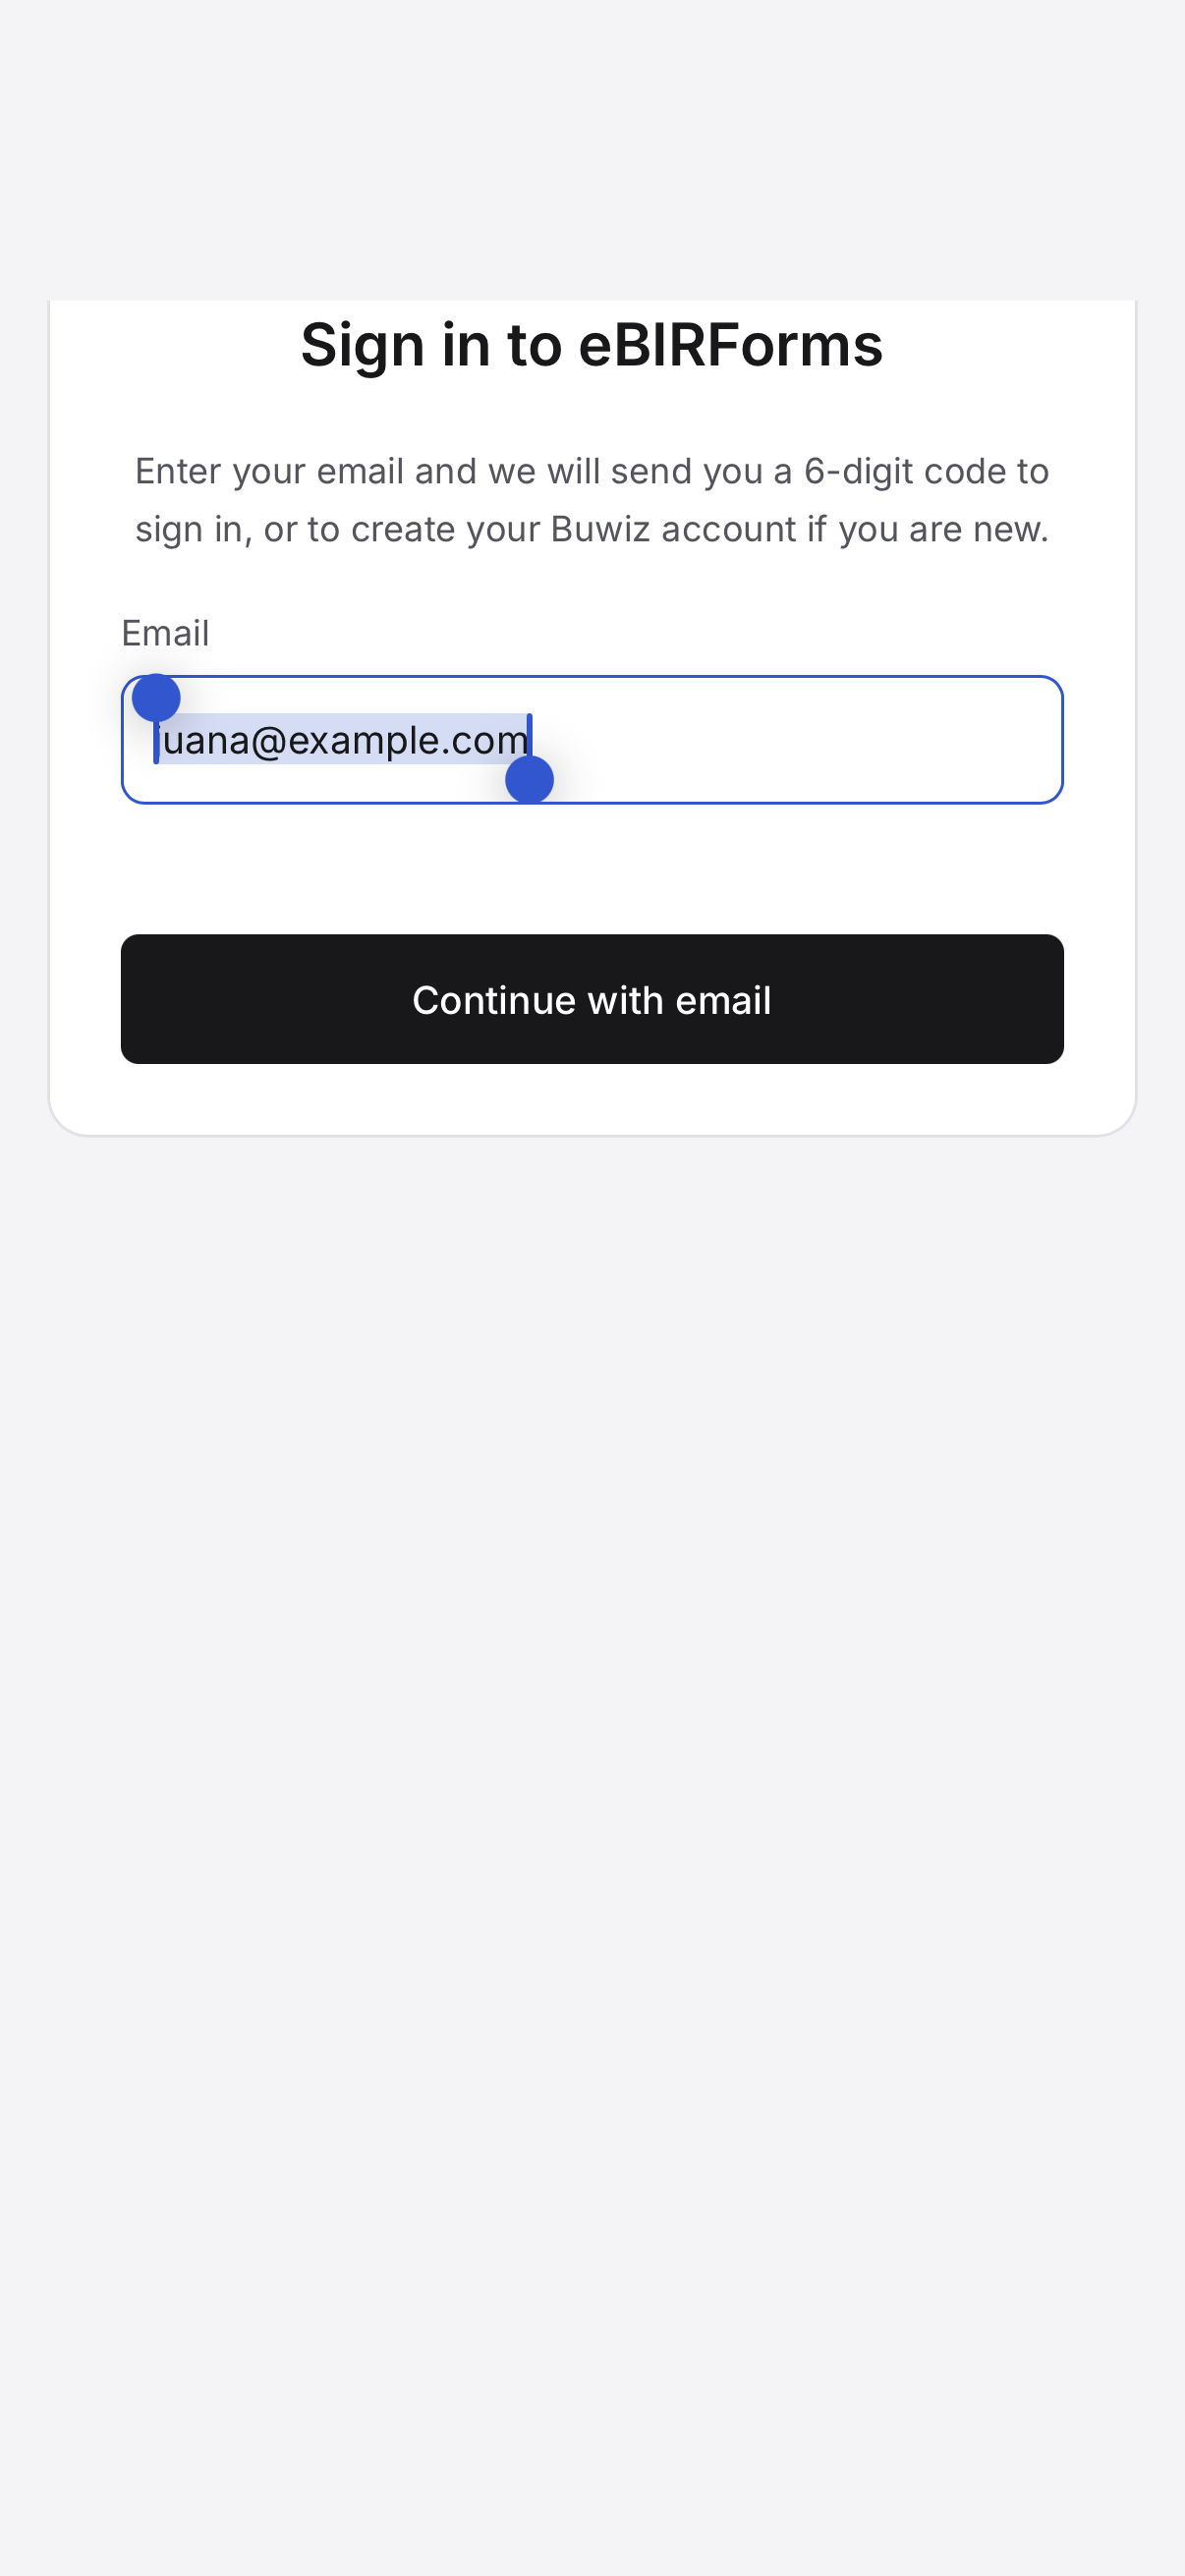 Sign in to eBIRForms
Enter your email and we will send you a 6-digit code to
sign in, or to create your Buwiz account if you are new.
Email
juana@example.com
Continue with email